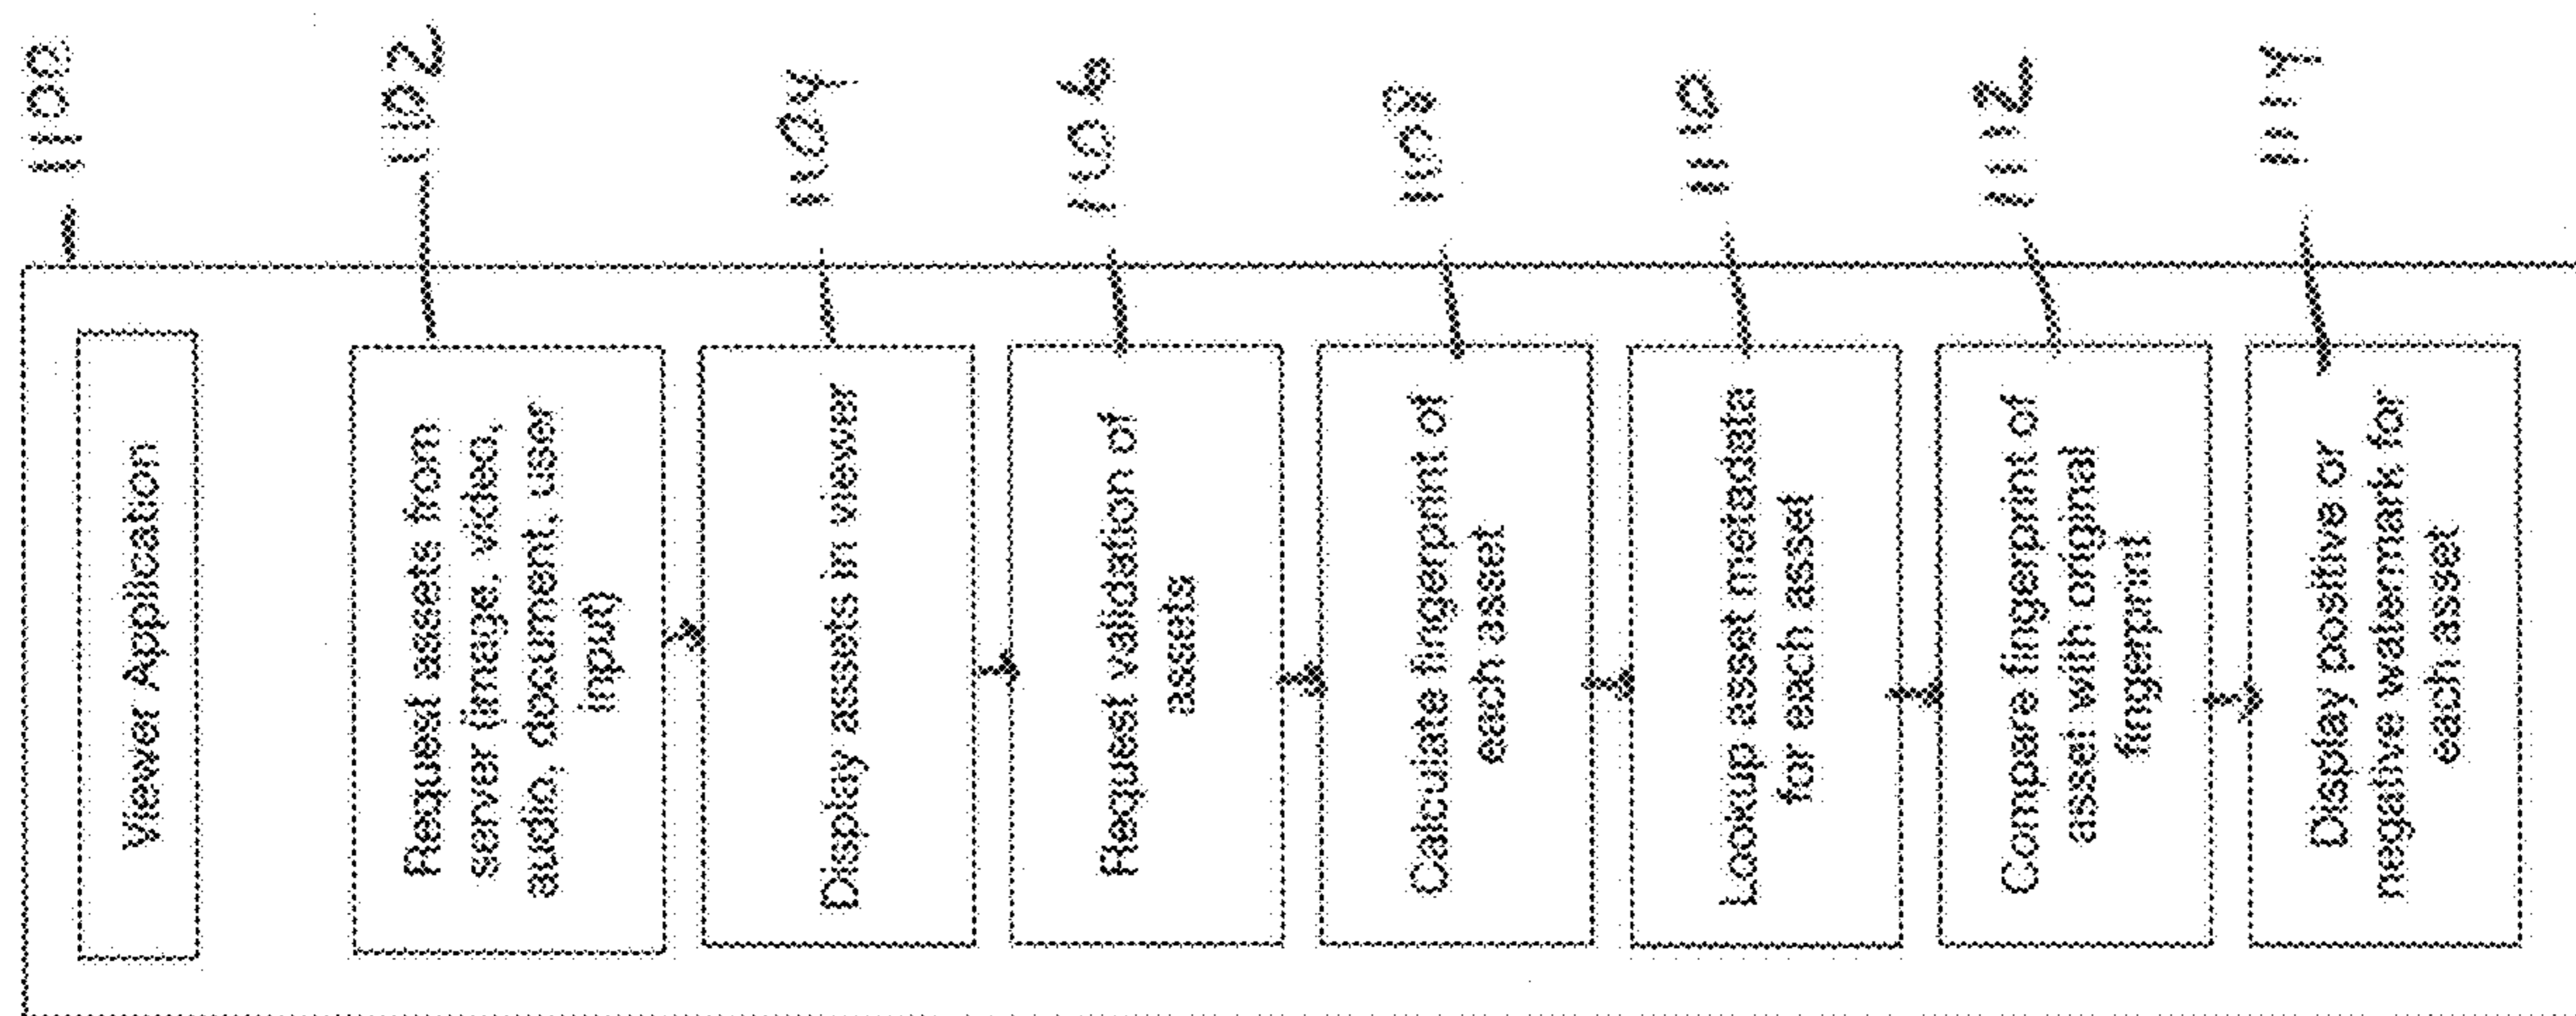 1100
Viewer Application
1102
Request assets from
server (image, video,
audio, document, user
input)
1104
Display assets in viewer
1106
Request validation of
assets
1108
Calculate fingerprint of
each asset
1110
Lookup asset metadata
for each asset
1112
Compare fingerprint of
asset with original
fingerprint
1114
Display positive or
negative watermark for
each asset